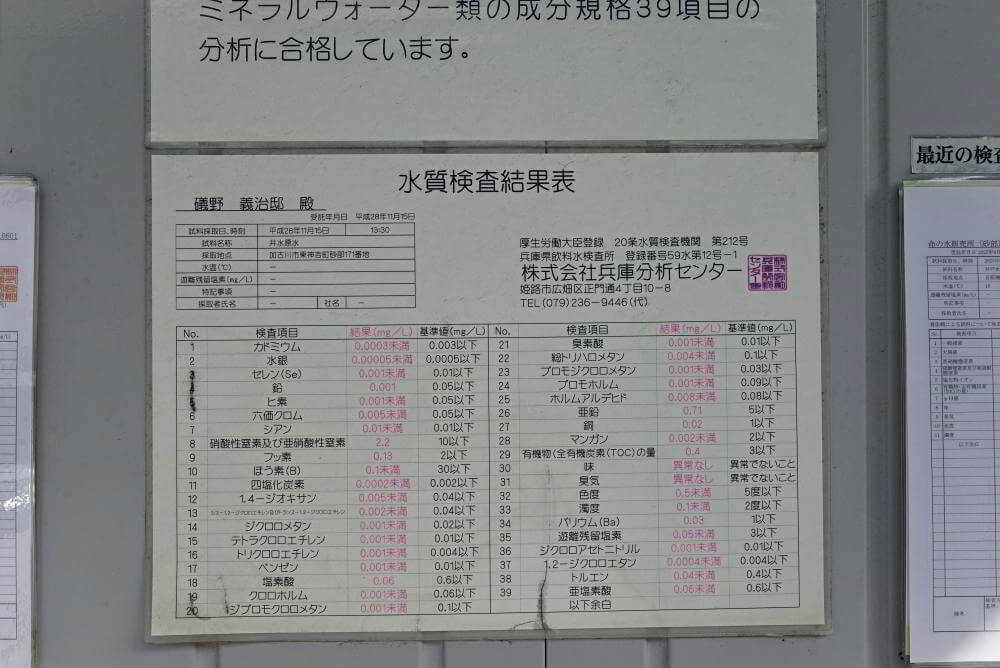 ミネラルウォーター類の成分規格39項目の
分析に合格しています。
水質検査結果表
礒野 義治邸 殿
受託年月日 平成28年11月15日
試料採取日、時刻 平成28年11月15日 13:30
試料名称 井水原水
採取地点 加古川市東神吉町砂部171番地
水温(℃) −
遊離残留塩素(mg/L) −
特記事項 −
採取者氏名 − 社名 −
厚生労働大臣登録 20条水質検査機関 第212号
兵庫県飲料水検査所 登録番号59水第12号−1
株式会社兵庫分析センター
姫路市広畑区正門通4丁目10−8
TEL(079)236−9446(代)
No. 検査項目 結果(mg/L) 基準値(mg/L)
1 カドミウム 0.0003未満 0.003以下
2 水銀 0.00005未満 0.0005以下
3 セレン(Se) 0.001未満 0.01以下
4 鉛 0.001 0.05以下
5 ヒ素 0.001未満 0.05以下
6 六価クロム 0.005未満 0.05以下
7 シアン 0.01未満 0.01以下
8 硝酸性窒素及び亜硝酸性窒素 2.2 10以下
9 フッ素 0.13 2以下
10 ほう素(B) 0.1未満 30以下
11 四塩化炭素 0.0002未満 0.002以下
12 1.4−ジオキサン 0.005未満 0.04以下
13 シス−1.2−ジクロロエチレン及びトランス−1.2−ジクロロエチレン 0.002未満 0.04以下
14 ジクロロメタン 0.001未満 0.02以下
15 テトラクロロエチレン 0.001未満 0.01以下
16 トリクロロエチレン 0.001未満 0.004以下
17 ベンゼン 0.001未満 0.01以下
18 塩素酸 0.06 0.6以下
19 クロロホルム 0.001未満 0.06以下
20 ジブロモクロロメタン 0.001未満 0.1以下
No. 検査項目 結果(mg/L) 基準値(mg/L)
21 臭素酸 0.001未満 0.01以下
22 総トリハロメタン 0.004未満 0.1以下
23 ブロモジクロロメタン 0.001未満 0.03以下
24 ブロモホルム 0.001未満 0.09以下
25 ホルムアルデヒド 0.008未満 0.08以下
26 亜鉛 0.71 5以下
27 銅 0.02 1以下
28 マンガン 0.002未満 2以下
29 有機物(全有機炭素(TOC)の量 0.4 3以下
30 味 異常なし 異常でないこと
31 臭気 異常なし 異常でないこと
32 色度 0.5未満 5度以下
33 濁度 0.1未満 2度以下
34 バリウム(Ba) 0.03 1以下
35 遊離残留塩素 0.05未満 3以下
36 ジクロロアセトニトリル 0.001未満 0.01以下
37 1.2−ジクロロエタン 0.0004未満 0.004以下
38 トルエン 0.04未満 0.4以下
39 亜塩素酸 0.06未満 0.6以下
以下余白
最近の検査